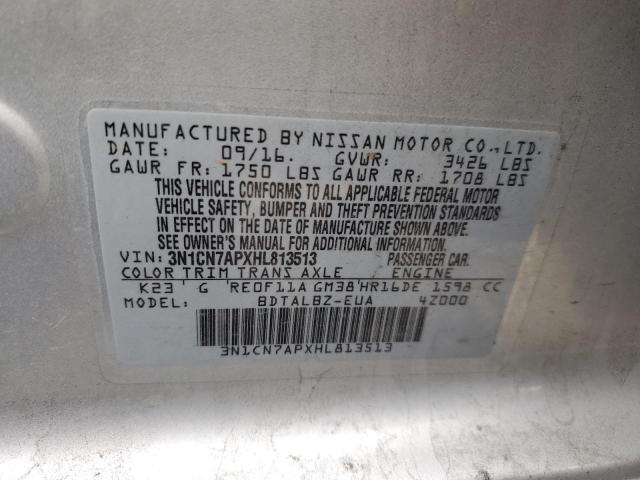 MANUFACTURED BY NISSAN MOTOR CO., LTD.
DATE: 09/16. GVWR: 3426 LBS
GAWR FR: 1750 LBS GAWR RR: 1708 LBS
THIS VEHICLE CONFORMS TO ALL APPLICABLE FEDERAL MOTOR
VEHICLE SAFETY, BUMPER AND THEFT PREVENTION STANDARDS
IN EFFECT ON THE DATE OF MANUFACTURE SHOWN ABOVE.
SEE OWNER'S MANUAL FOR ADDITIONAL INFORMATION.
VIN: 3N1CN7APXHL813513 PASSENGER CAR.
COLOR TRIM TRANS AXLE ENGINE
K23 G RE0F11A GM38 HR16DE 1598 CC
MODEL: BDTALBZ-EUA 4Z000
3N1CN7APXHL813513